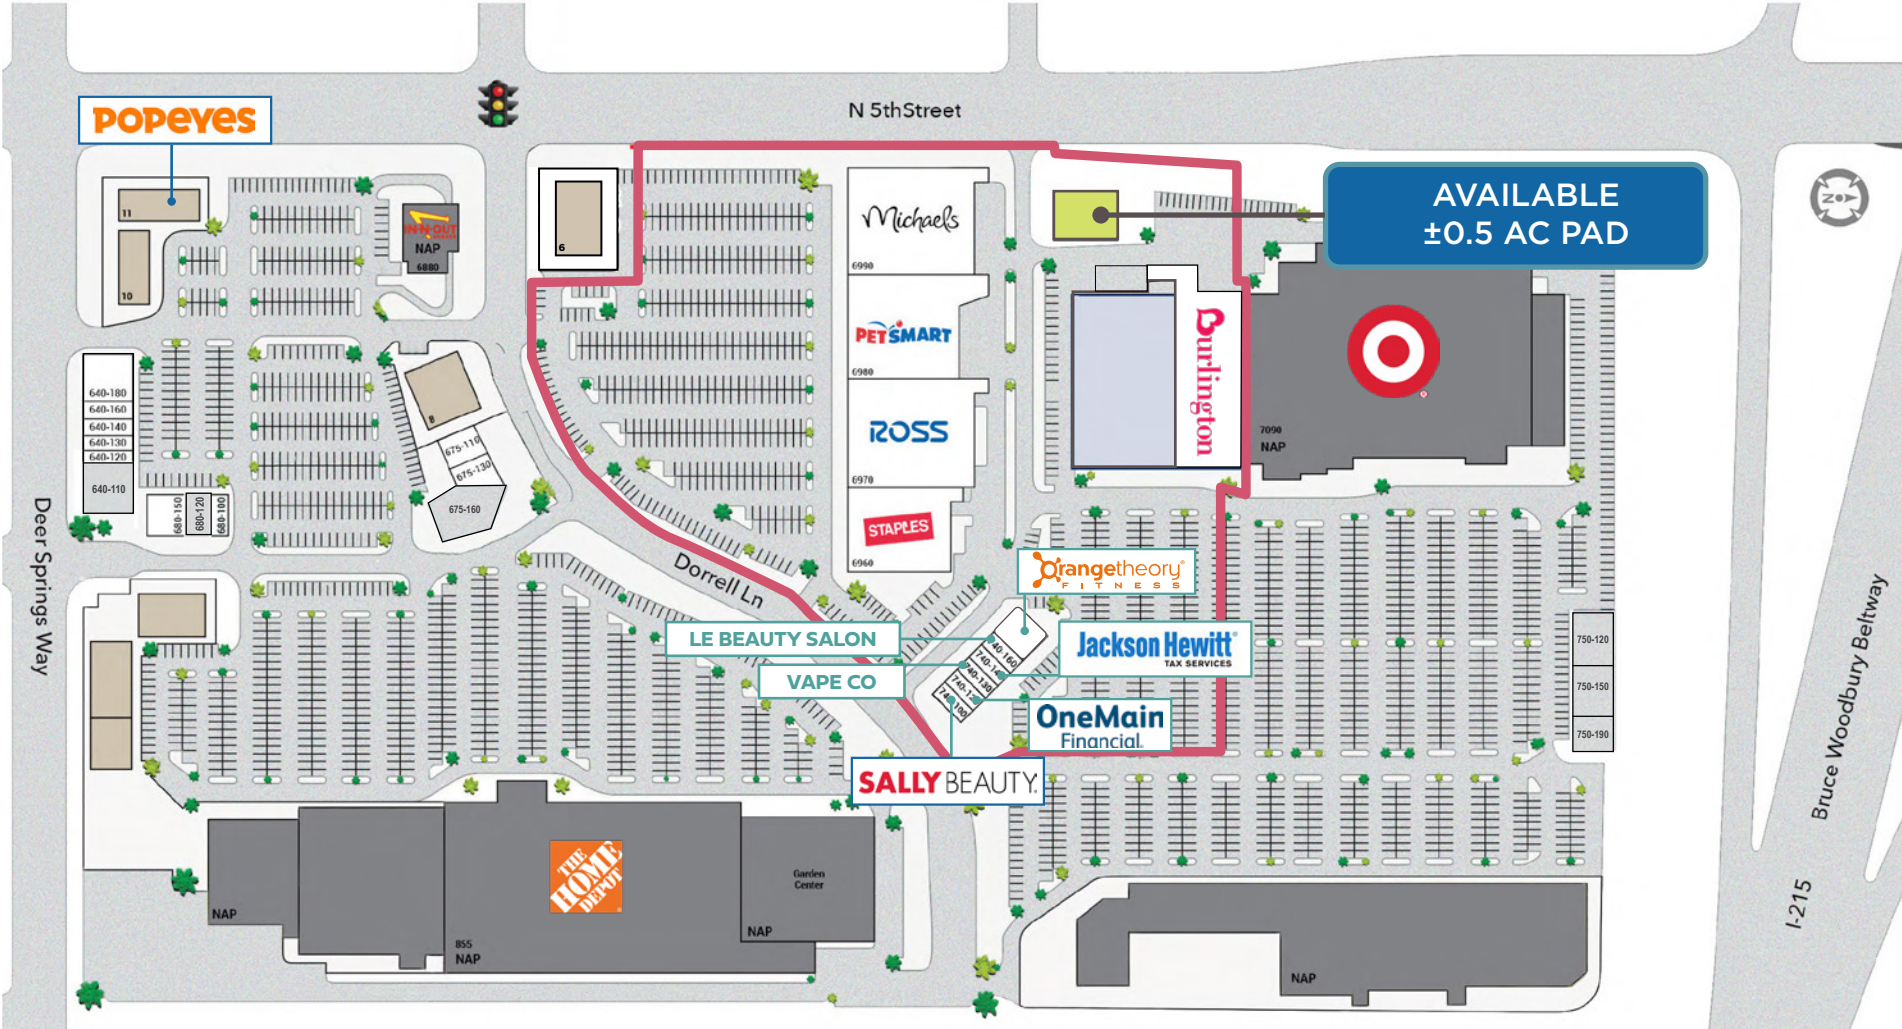 N 5thStreet
POPEYES
11
10
IN-N-OUT
NAP
6880
6
Michaels
6990
AVAILABLE
±0.5 AC PAD
N
PETSMART
6980
Burlington
7090
NAP
ROSS
6970
STAPLES
6960
640-180
640-160
640-140
640-130
640-120
640-110
680-150
680-120
680-100
8
675-110
675-130
675-160
Deer Springs Way
Dorrell Ln
Orangetheory®
FITNESS
LE BEAUTY SALON
VAPE CO
Jackson Hewitt®
TAX SERVICES
740-130
OneMain
Financial.
SALLY BEAUTY.
750-120
750-150
750-190
Bruce Woodbury Beltway
I-215
THE
HOME
DEPOT
Garden
Center
NAP
855
NAP
NAP
NAP